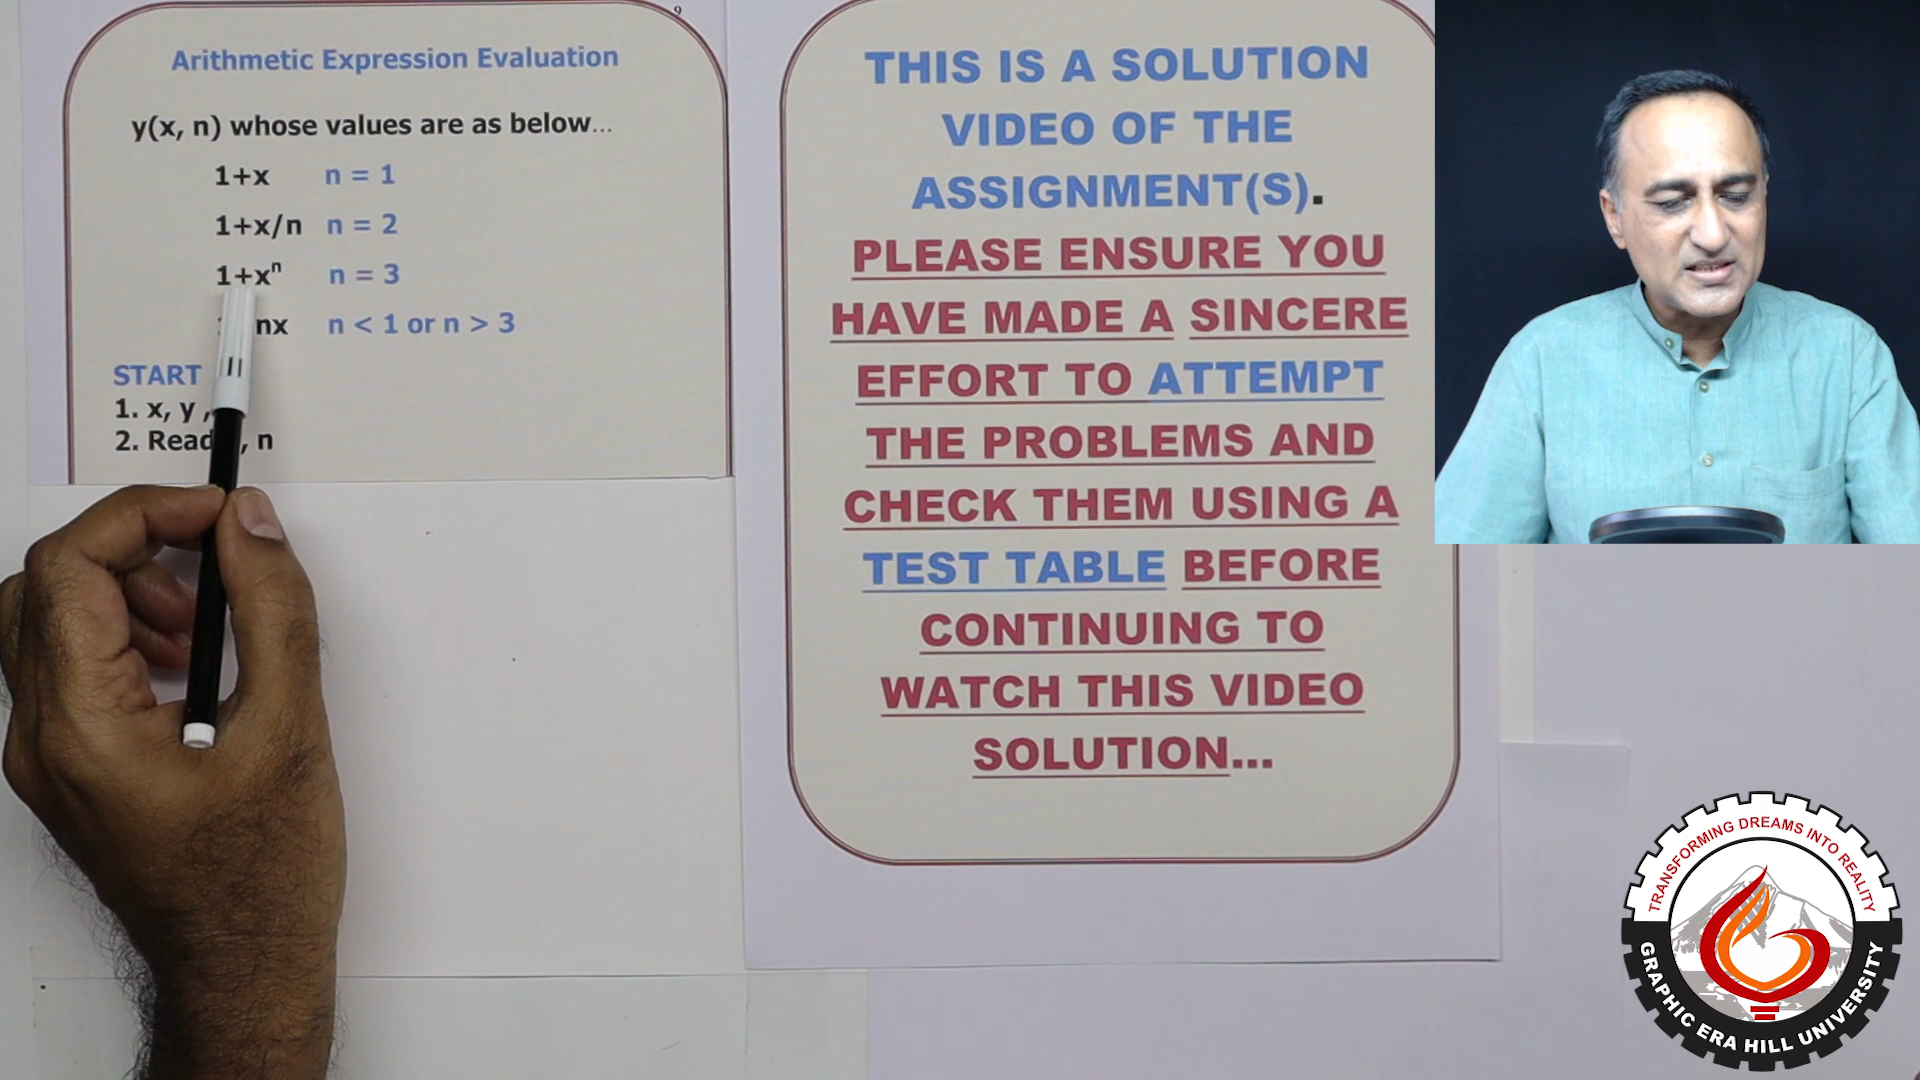 9
Arithmetic Expression Evaluation
y(x, n) whose values are as below...
1+x n = 1
1+x/n n = 2
1+xⁿ n = 3
nx n < 1 or n > 3
START
1. x, y ,
2. Read , n
THIS IS A SOLUTION
VIDEO OF THE
ASSIGNMENT(S).
PLEASE ENSURE YOU
HAVE MADE A SINCERE
EFFORT TO ATTEMPT
THE PROBLEMS AND
CHECK THEM USING A
TEST TABLE BEFORE
CONTINUING TO
WATCH THIS VIDEO
SOLUTION...
TRANSFORMING DREAMS INTO REALITY
GRAPHIC ERA HILL UNIVERSITY